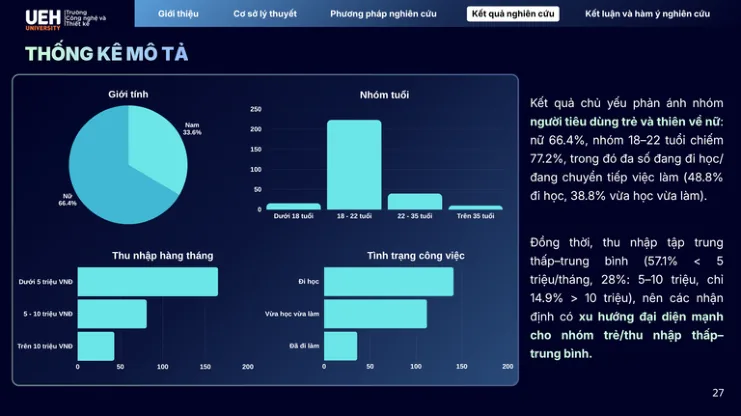 UEH
UNIVERSITY
Trường
Công nghệ và
Thiết kế
Giới thiệu
Cơ sở lý thuyết
Phương pháp nghiên cứu
Kết quả nghiên cứu
Kết luận và hàm ý nghiên cứu
THỐNG KÊ MÔ TẢ
Giới tính
Nam
33.6%
Nữ
66.4%
Nhóm tuổi
250
200
150
100
50
0
Dưới 18 tuổi
18 - 22 tuổi
22 - 35 tuổi
Trên 35 tuổi
Thu nhập hàng tháng
Dưới 5 triệu VNĐ
5 - 10 triệu VNĐ
Trên 10 triệu VNĐ
0 50 100 150 200
Tình trạng công việc
Đi học
Vừa học vừa làm
Đã đi làm
0 50 100 150 200
Kết quả chủ yếu phản ánh nhóm
người tiêu dùng trẻ và thiên về nữ:
nữ 66.4%, nhóm 18–22 tuổi chiếm
77.2%, trong đó đa số đang đi học/
đang chuyển tiếp việc làm (48.8%
đi học, 38.8% vừa học vừa làm).
Đồng thời, thu nhập tập trung
thấp–trung bình (57.1% < 5
triệu/tháng, 28%: 5–10 triệu, chỉ
14.9% > 10 triệu), nên các nhận
định có xu hướng đại diện mạnh
cho nhóm trẻ/thu nhập thấp–
trung bình.
27